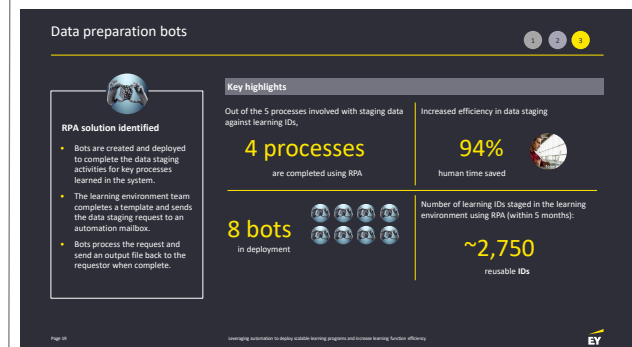 Data preparation bots
1 2 3
RPA solution identified
• Bots are created and deployed
to complete the data staging
activities for key processes
learned in the system.
• The learning environment team
completes a template and sends
the data staging request to an
automation mailbox.
• Bots process the request and
send an output file back to the
requestor when complete.
Key highlights
Out of the 5 processes involved with staging data
against learning IDs,
4 processes
are completed using RPA
Increased efficiency in data staging
94%
human time saved
8 bots
in deployment
Number of learning IDs staged in the learning
environment using RPA (within 5 months):
~2,750
reusable IDs
Page 19
Leveraging automation to deploy scalable learning programs and increase learning function efficiency.
EY